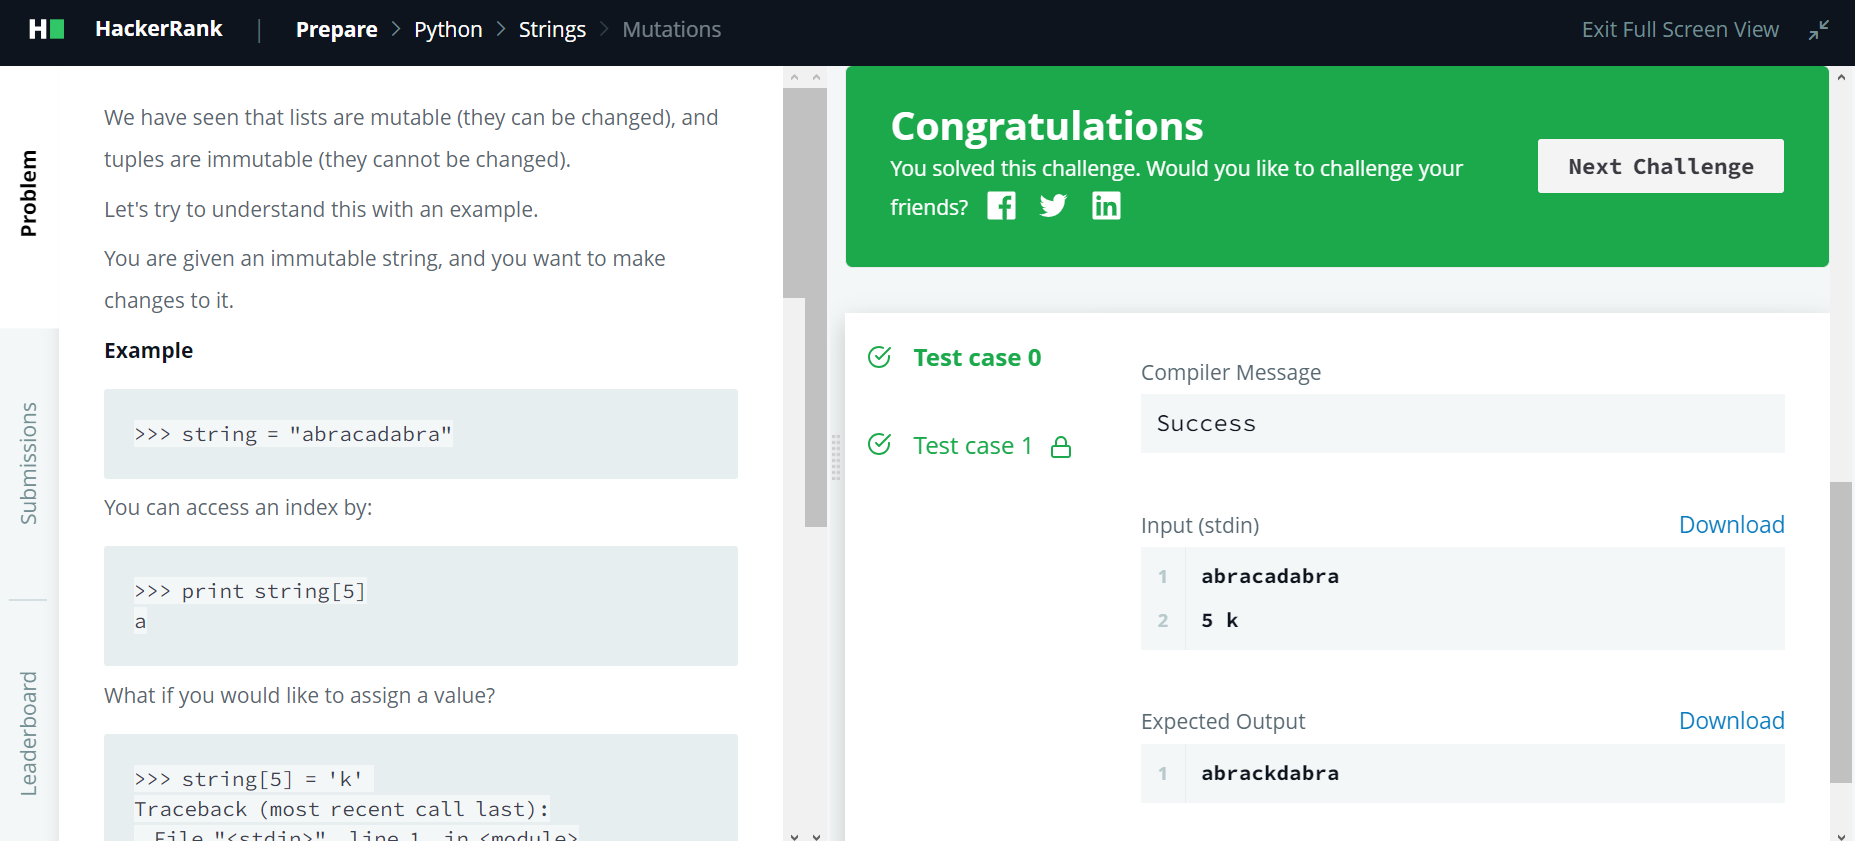 H HackerRank | Prepare > Python > Strings > Mutations Exit Full Screen View
Problem
Submissions
Leaderboard
We have seen that lists are mutable (they can be changed), and
tuples are immutable (they cannot be changed).
Let's try to understand this with an example.
You are given an immutable string, and you want to make
changes to it.
Example
>>> string = "abracadabra"
You can access an index by:
>>> print string[5]
a
What if you would like to assign a value?
>>> string[5] = 'k'
Traceback (most recent call last):
File "<stdin>", line 1, in <module>
Congratulations
You solved this challenge. Would you like to challenge your
friends?
Next Challenge
Test case 0
Test case 1
Compiler Message
Success
Input (stdin) Download
1 abracadabra
2 5 k
Expected Output Download
1 abrackdabra